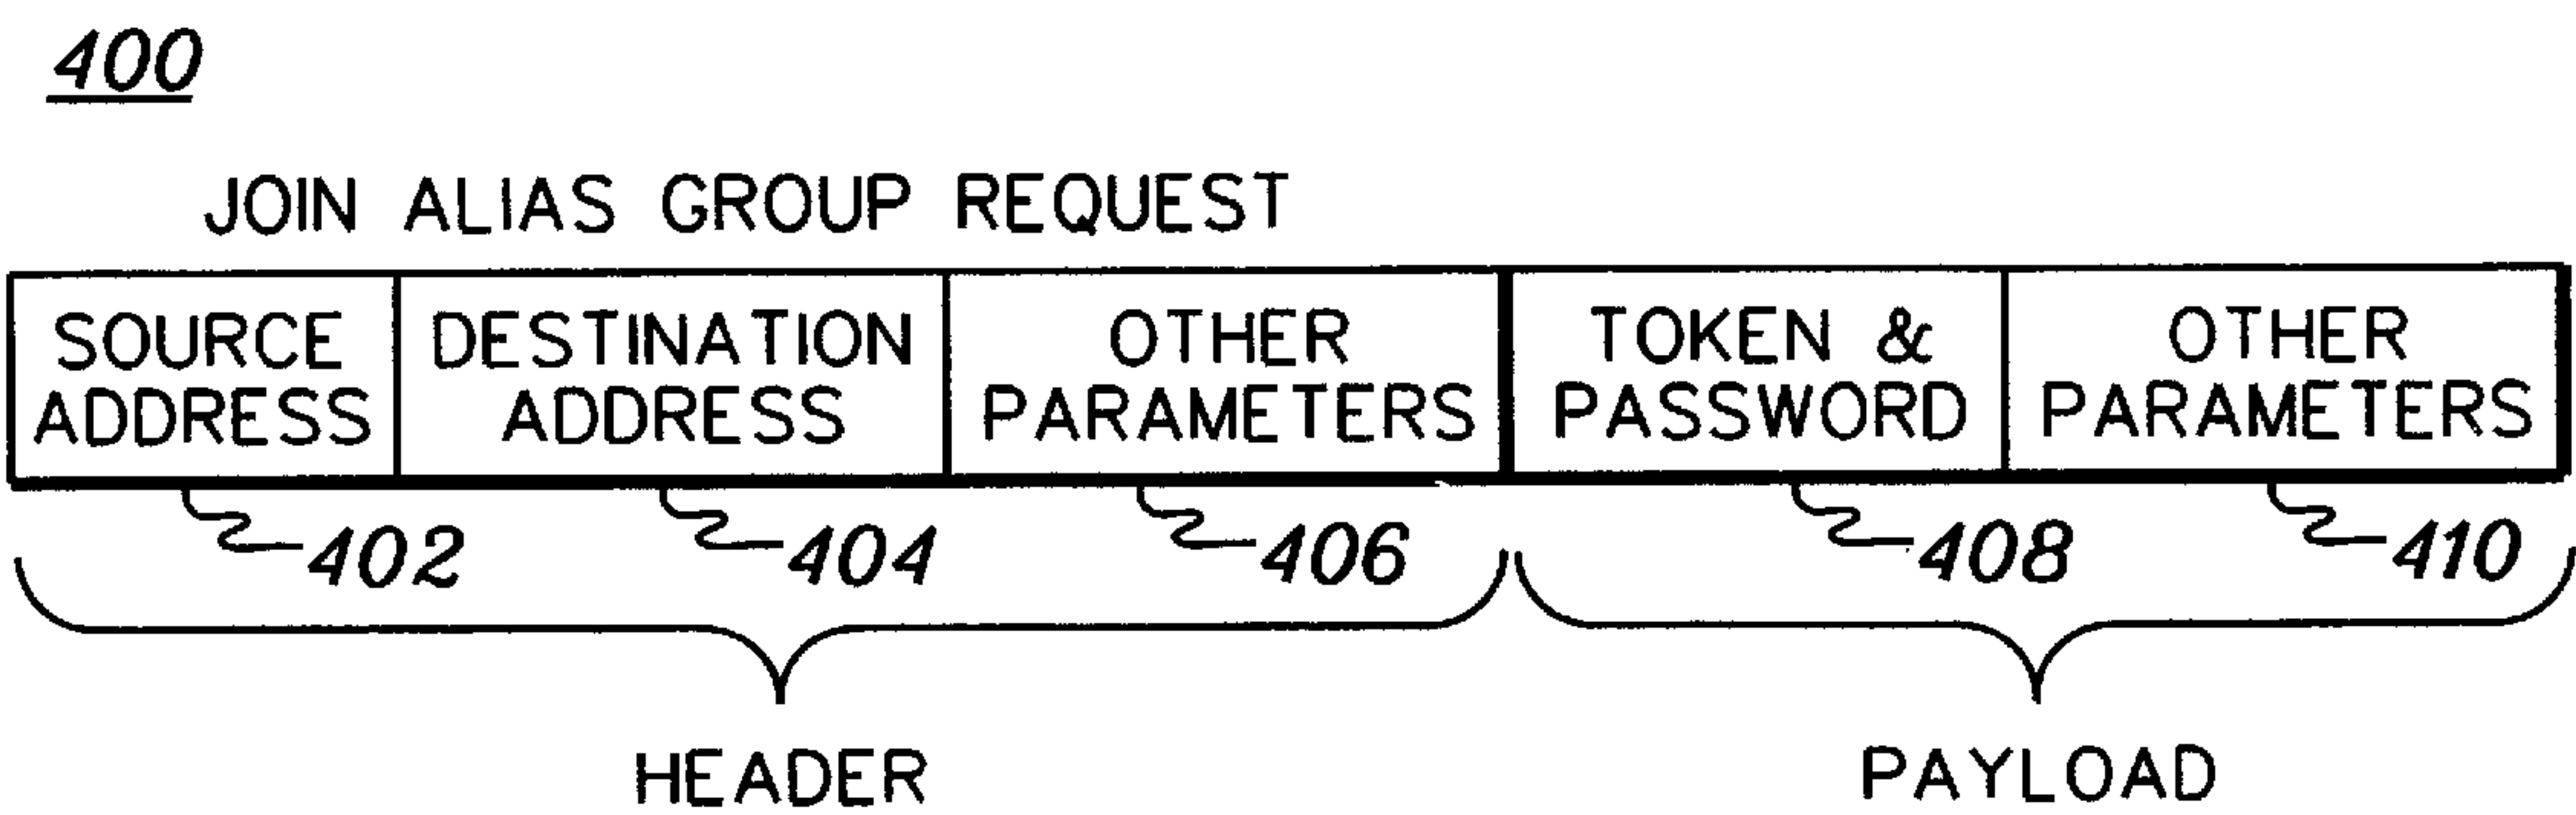 400
JOIN ALIAS GROUP REQUEST
SOURCE ADDRESS
DESTINATION ADDRESS
OTHER PARAMETERS
TOKEN & PASSWORD
OTHER PARAMETERS
402
404
406
408
410
HEADER
PAYLOAD